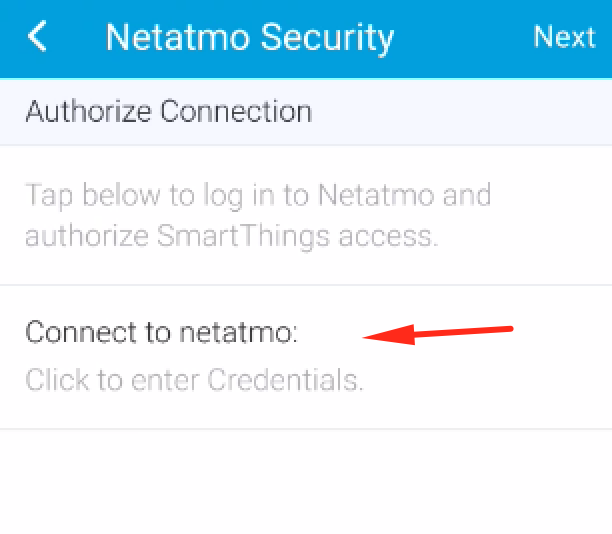 Netatmo Security
Next
Authorize Connection
Tap below to log in to Netatmo and
authorize SmartThings access.
Connect to netatmo:
Click to enter Credentials.